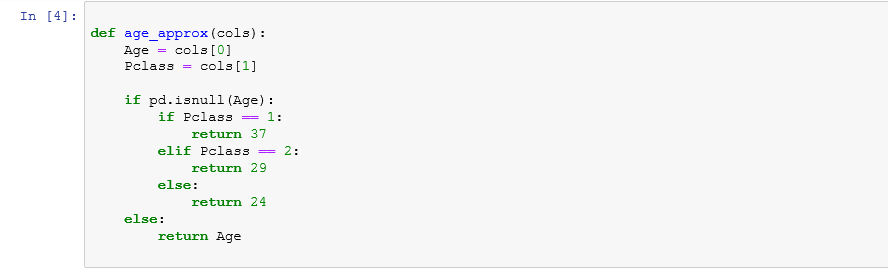 In [4]:
def age_approx(cols):
    Age = cols[0]
    Pclass = cols[1]

    if pd.isnull(Age):
        if Pclass == 1:
            return 37
        elif Pclass == 2:
            return 29
        else:
            return 24
    else:
        return Age